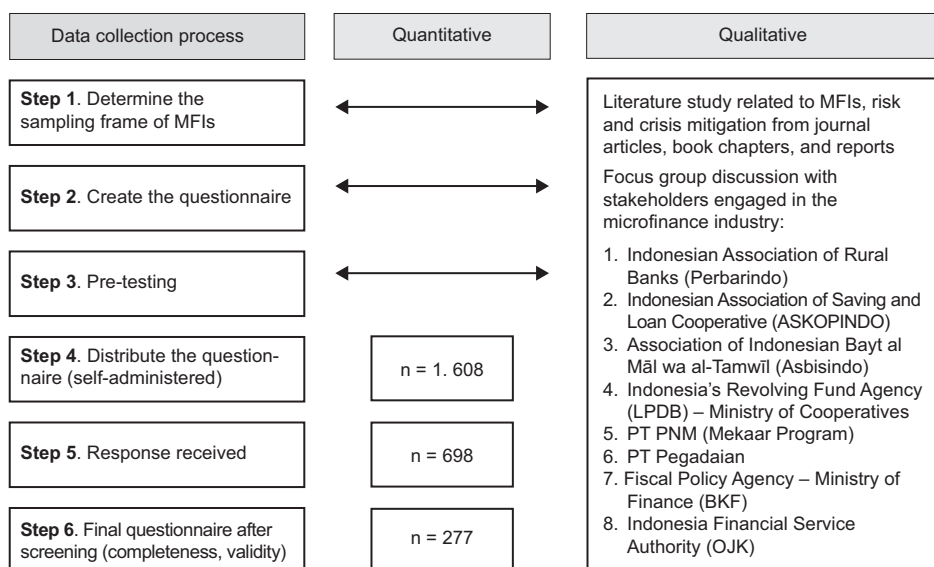 Data collection process
Quantitative
Qualitative
Step 1. Determine the
sampling frame of MFIs
Step 2. Create the questionnaire
Step 3. Pre-testing
Step 4. Distribute the question-
naire (self-administered)
n = 1. 608
Step 5. Response received
n = 698
Step 6. Final questionnaire after
screening (completeness, validity)
n = 277
Literature study related to MFIs, risk
and crisis mitigation from journal
articles, book chapters, and reports
Focus group discussion with
stakeholders engaged in the
microfinance industry:
1. Indonesian Association of Rural
Banks (Perbarindo)
2. Indonesian Association of Saving and
Loan Cooperative (ASKOPINDO)
3. Association of Indonesian Bayt al
Māl wa al-Tamwīl (Asbisindo)
4. Indonesia's Revolving Fund Agency
(LPDB) – Ministry of Cooperatives
5. PT PNM (Mekaar Program)
6. PT Pegadaian
7. Fiscal Policy Agency – Ministry of
Finance (BKF)
8. Indonesia Financial Service
Authority (OJK)